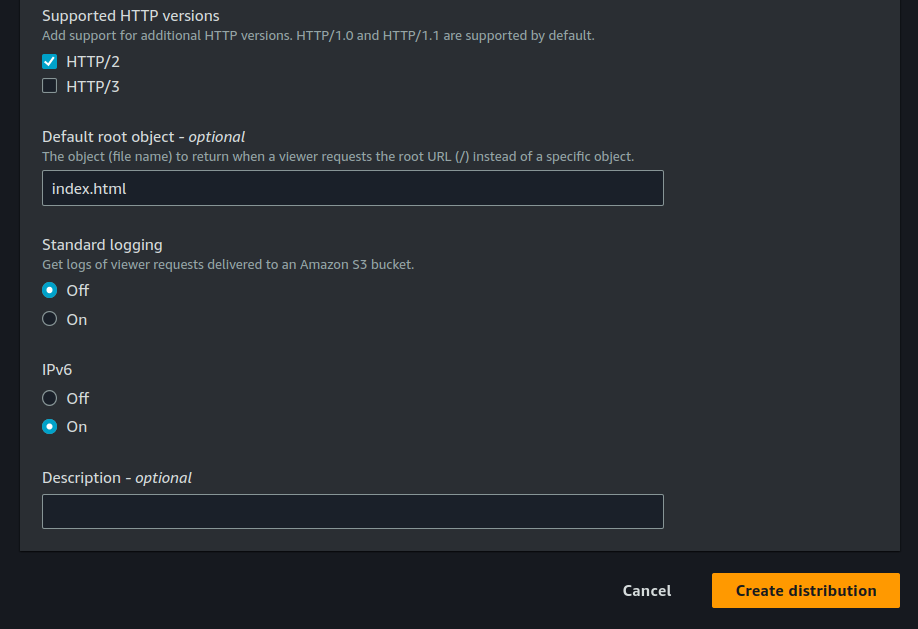 Supported HTTP versions
Add support for additional HTTP versions. HTTP/1.0 and HTTP/1.1 are supported by default.
HTTP/2
HTTP/3
Default root object - optional
The object (file name) to return when a viewer requests the root URL (/) instead of a specific object.
index.html
Standard logging
Get logs of viewer requests delivered to an Amazon S3 bucket.
Off
On
IPv6
Off
On
Description - optional
Cancel
Create distribution